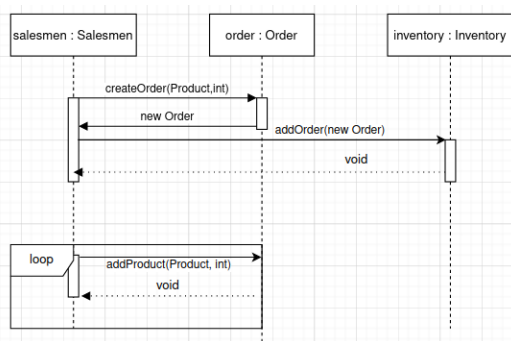 salesmen : Salesmen
order : Order
inventory : Inventory
createOrder(Product,int)
new Order
addOrder(new Order)
void
loop
addProduct(Product, int)
void